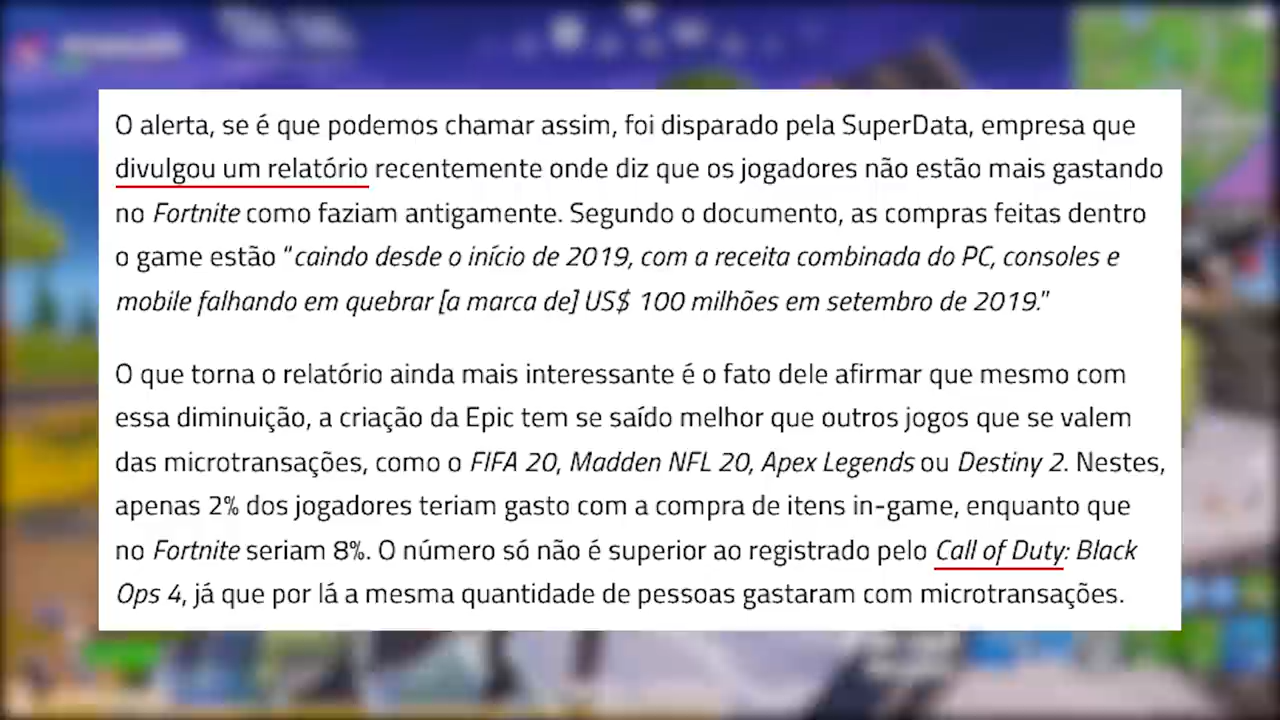 O alerta, se é que podemos chamar assim, foi disparado pela SuperData, empresa que
divulgou um relatório recentemente onde diz que os jogadores não estão mais gastando
no Fortnite como faziam antigamente. Segundo o documento, as compras feitas dentro
o game estão "caindo desde o início de 2019, com a receita combinada do PC, consoles e
mobile falhando em quebrar [a marca de] US$ 100 milhões em setembro de 2019."
O que torna o relatório ainda mais interessante é o fato dele afirmar que mesmo com
essa diminuição, a criação da Epic tem se saído melhor que outros jogos que se valem
das microtransações, como o FIFA 20, Madden NFL 20, Apex Legends ou Destiny 2. Nestes,
apenas 2% dos jogadores teriam gasto com a compra de itens in-game, enquanto que
no Fortnite seriam 8%. O número só não é superior ao registrado pelo Call of Duty: Black
Ops 4, já que por lá a mesma quantidade de pessoas gastaram com microtransações.